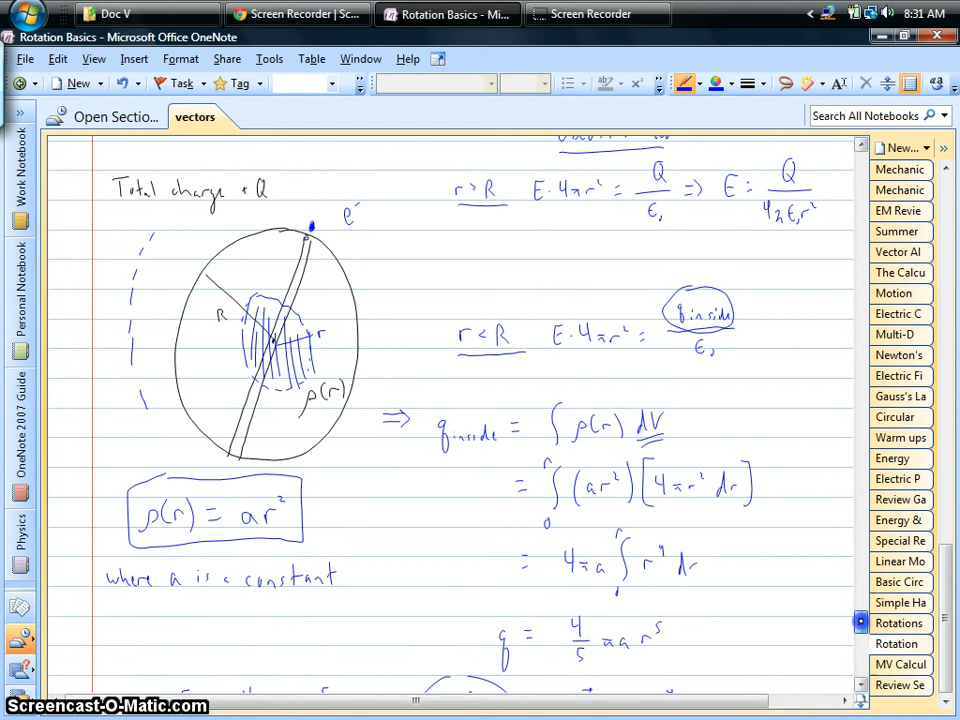 Doc V
Screen Recorder | Sc...
Rotation Basics - Mi...
Screen Recorder
8:31 AM
Rotation Basics - Microsoft Office OneNote
File Edit View Insert Format Share Tools Table Window Help
New Task Tag
Open Sectio... vectors
Search All Notebooks
Work Notebook
Personal Notebook
OneNote 2007 Guide
Physics
New...
Mechanic
Mechanic
EM Revie
Summer
Vector Al
The Calcu
Motion
Electric C
Multi-D
Newton's
Electric Fi
Gauss's La
Circular
Warm ups
Energy
Electric P
Review Ga
Energy &
Special Re
Linear Mo
Basic Circ
Simple Ha
Rotations
Rotation
MV Calcul
Review Se
Total charge + Q
e⁻
R
r
ρ(r)
ρ(r) = ar²
where a is a constant
r > R E · 4πr² = Q/ε₀ ⇒ E = Q/4πε₀r²
r < R E · 4πr² = q inside/ε₀
⇒ q inside = ∫ ρ(r) dV
= ∫₀ʳ (ar²) [4πr² dr]
= 4πa ∫₀ʳ r⁴ dr
q = 4/5 πa r⁵
Screencast-O-Matic.com